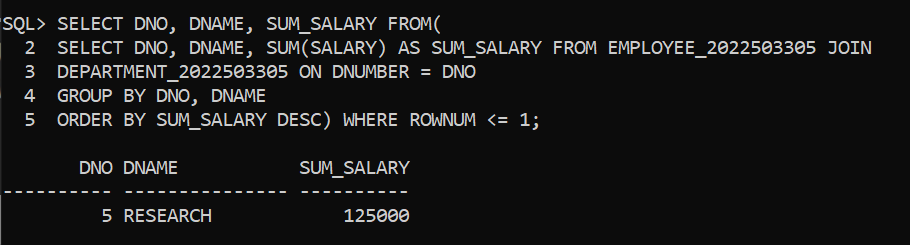 SQL> SELECT DNO, DNAME, SUM_SALARY FROM(
  2  SELECT DNO, DNAME, SUM(SALARY) AS SUM_SALARY FROM EMPLOYEE_2022503305 JOIN
  3  DEPARTMENT_2022503305 ON DNUMBER = DNO
  4  GROUP BY DNO, DNAME
  5  ORDER BY SUM_SALARY DESC) WHERE ROWNUM <= 1;

       DNO DNAME           SUM_SALARY
---------- --------------- ----------
         5 RESEARCH            125000